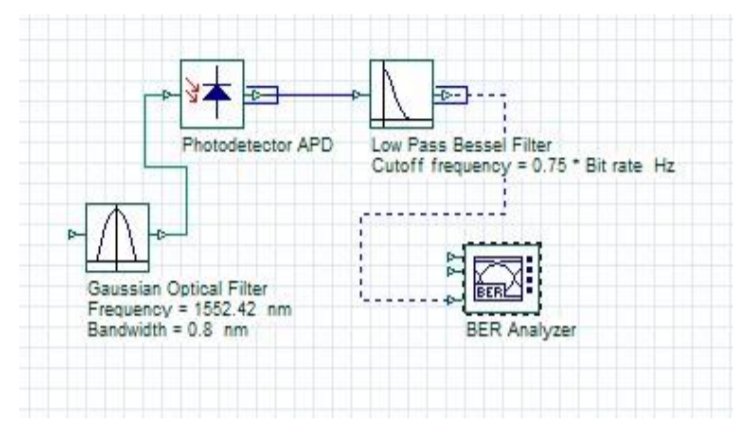 Photodetector APD
Low Pass Bessel Filter
Cutoff frequency = 0.75 * Bit rate Hz
Gaussian Optical Filter
Frequency = 1552.42 nm
Bandwidth = 0.8 nm
BER
BER Analyzer